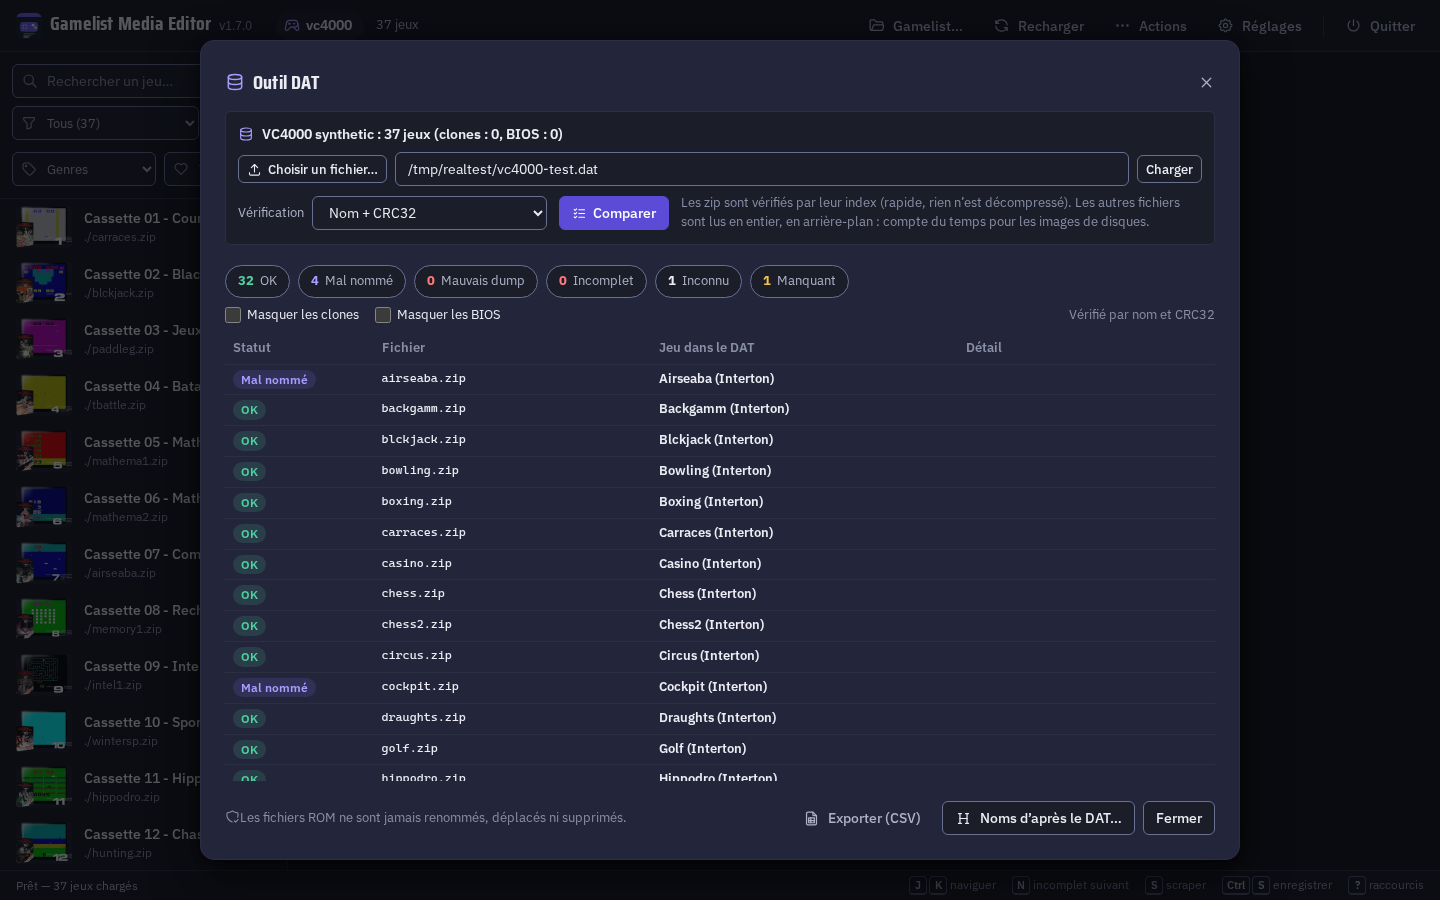 Gamelist Media Editor v1.7.0 vc4000 37 jeux Gamelist... Recharger Actions Réglages Quitter
Rechercher un jeu...
Tous (37)
Genres
Cassette 01 - Cour
./carraces.zip
Cassette 02 - Blac
./blckjack.zip
Cassette 03 - Jeux
./paddleg.zip
Cassette 04 - Bata
./tbattle.zip
Cassette 05 - Math
./mathema1.zip
Cassette 06 - Math
./mathema2.zip
Cassette 07 - Com
./airseaba.zip
Cassette 08 - Rech
./memory1.zip
Cassette 09 - Inte
./intel1.zip
Cassette 10 - Spor
./wintersp.zip
Cassette 11 - Hipp
./hippodro.zip
Cassette 12 - Chas
./hunting.zip
Outil DAT
VC4000 synthetic : 37 jeux (clones : 0, BIOS : 0)
Choisir un fichier... /tmp/realtest/vc4000-test.dat Charger
Vérification Nom + CRC32 Comparer
Les zip sont vérifiés par leur index (rapide, rien n’est décompressé). Les autres fichiers
sont lus en entier, en arrière-plan : compte du temps pour les images de disques.
32 OK 4 Mal nommé 0 Mauvais dump 0 Incomplet 1 Inconnu 1 Manquant
Masquer les clones Masquer les BIOS Vérifié par nom et CRC32
Statut Fichier Jeu dans le DAT Détail
Mal nommé airseaba.zip Airseaba (Interton)
OK backgamm.zip Backgamm (Interton)
OK blckjack.zip Blckjack (Interton)
OK bowling.zip Bowling (Interton)
OK boxing.zip Boxing (Interton)
OK carraces.zip Carraces (Interton)
OK casino.zip Casino (Interton)
OK chess.zip Chess (Interton)
OK chess2.zip Chess2 (Interton)
OK circus.zip Circus (Interton)
Mal nommé cockpit.zip Cockpit (Interton)
OK draughts.zip Draughts (Interton)
OK golf.zip Golf (Interton)
OK hippodro.zip Hippodro (Interton)
Les fichiers ROM ne sont jamais renommés, déplacés ni supprimés. Exporter (CSV) Noms d’après le DAT... Fermer
Prêt — 37 jeux chargés J K naviguer N incomplet suivant S scraper Ctrl S enregistrer ? raccourcis